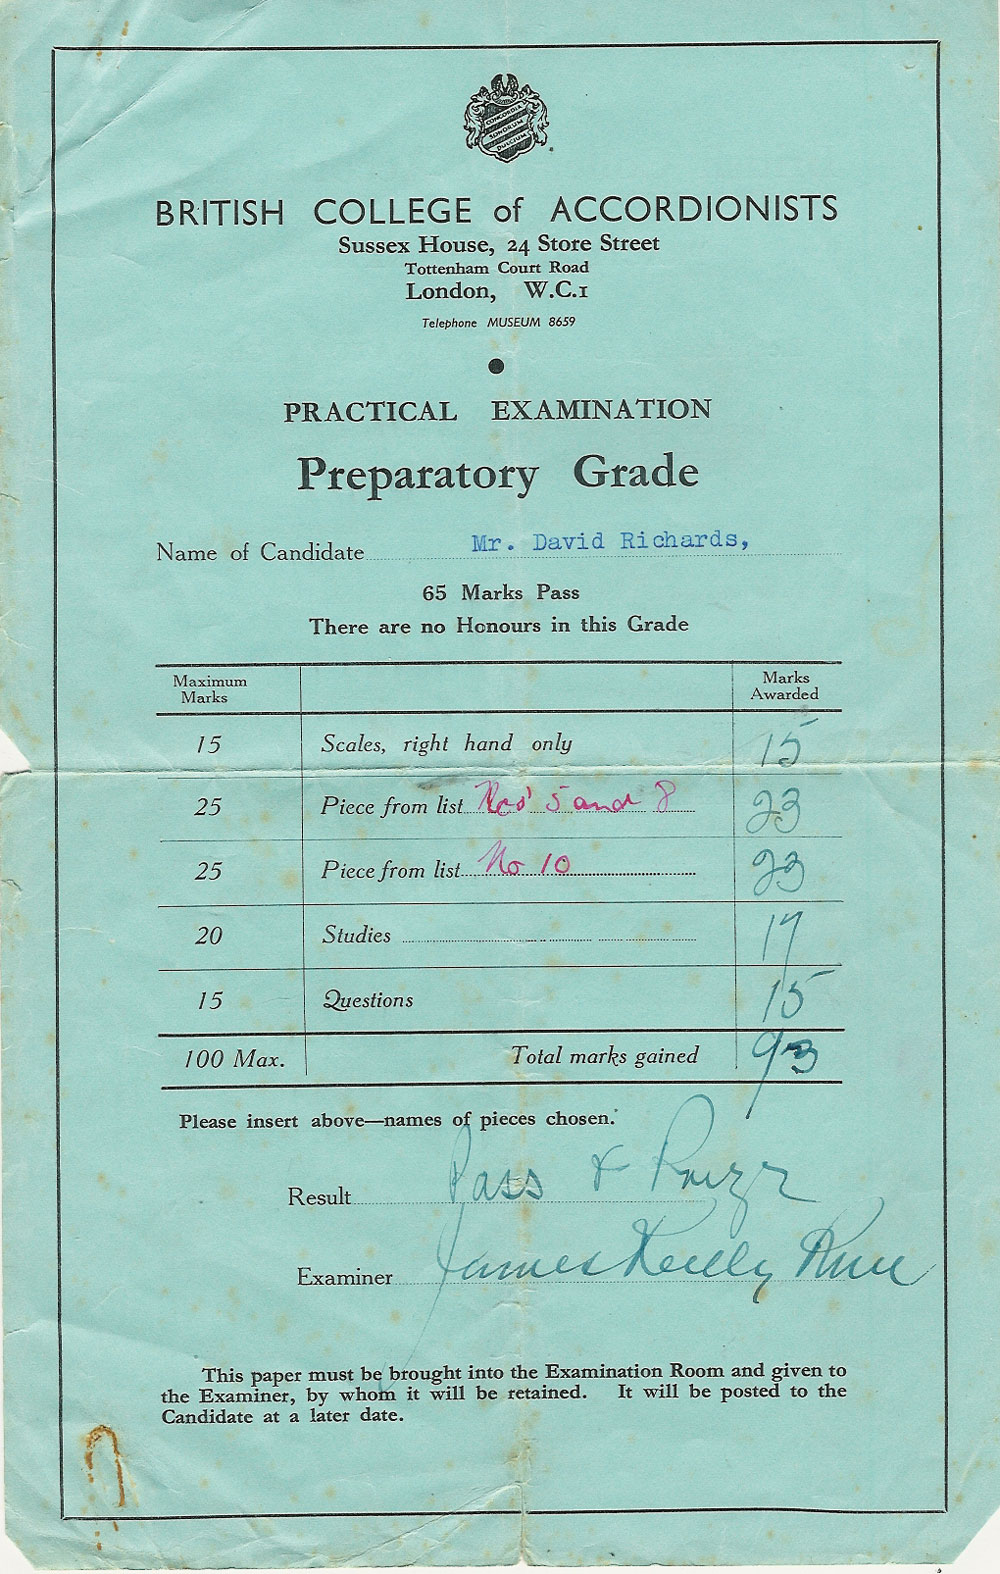 CONCORDIA
SONORUM
DULCIUM
BRITISH COLLEGE of ACCORDIONISTS
Sussex House, 24 Store Street
Tottenham Court Road
London, W.C.1
Telephone MUSEUM 8659
PRACTICAL EXAMINATION
Preparatory Grade
Name of Candidate Mr. David Richards,
65 Marks Pass
There are no Honours in this Grade
Maximum Marks
Marks Awarded
15 Scales, right hand only 15
25 Piece from list Nos' 5 and 8 23
25 Piece from list No 10 23
20 Studies 17
15 Questions 15
100 Max. Total marks gained 93
Please insert above—names of pieces chosen.
Result Pass &
Examiner James
This paper must be brought into the Examination Room and given to
the Examiner, by whom it will be retained. It will be posted to the
Candidate at a later date.